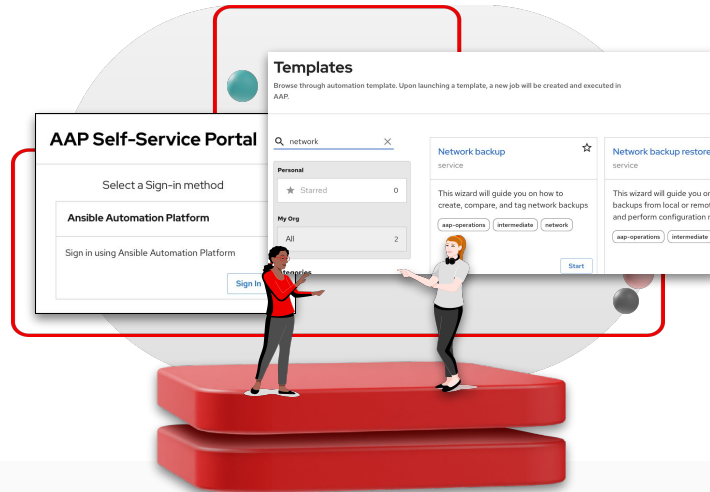 Templates
Browse through automation template. Upon launching a template, a new job will be created and executed in
AAP.
AAP Self-Service Portal
Select a Sign-in method
Ansible Automation Platform
Sign in using Ansible Automation Platform
Sign In
network
Personal
Starred 0
My Org
All 2
Network backup
service
This wizard will guide you on how to
create, compare, and tag network backups
aap-operations intermediate network
Start
Network backup restore
service
This wizard will guide you
backups from local or
and perform configuration
aap-operations intermediate